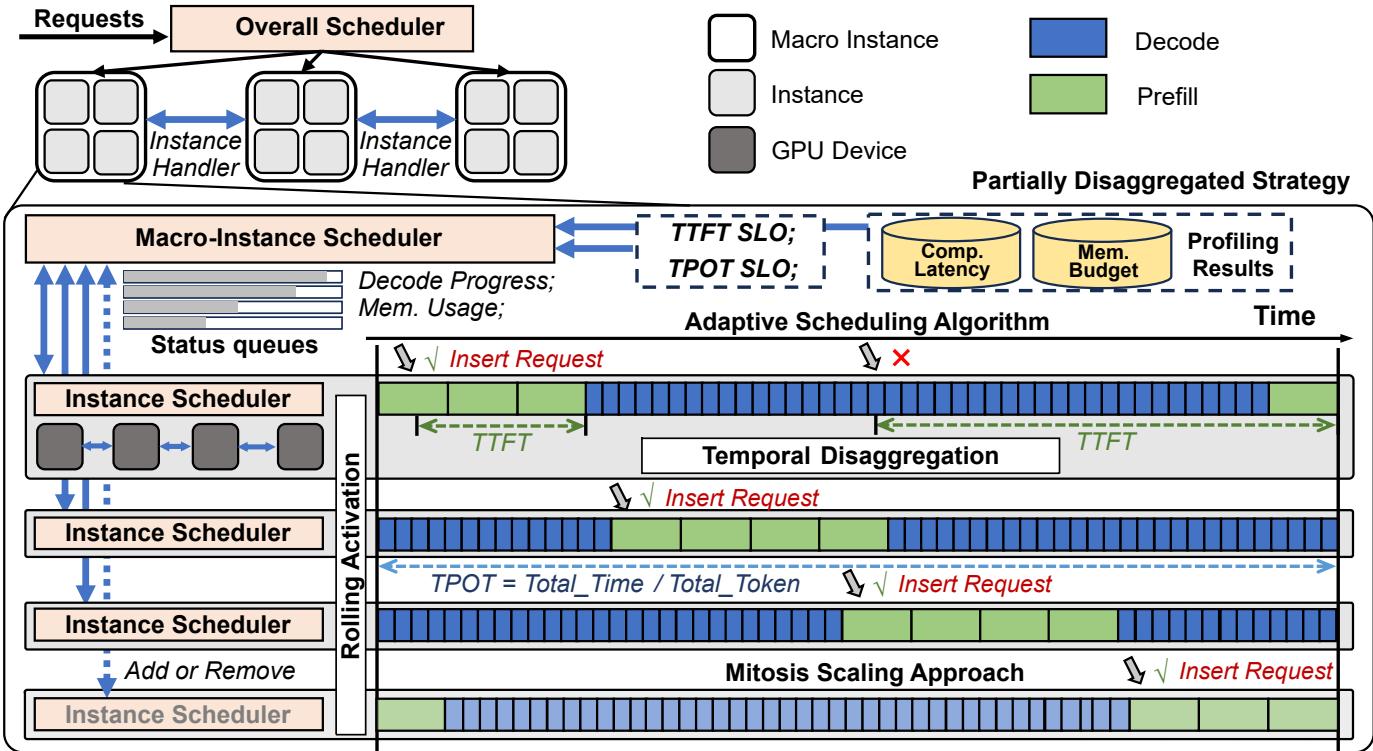 Requests
Overall Scheduler
Macro Instance
Decode
Instance
Prefill
GPU Device
Instance
Handler
Instance
Handler
Partially Disaggregated Strategy
Macro-Instance Scheduler
TTFT SLO;
TPOT SLO;
Comp.
Latency
Mem.
Budget
Profiling
Results
Decode Progress;
Mem. Usage;
Status queues
Adaptive Scheduling Algorithm
Time
√ Insert Request
Instance Scheduler
TTFT
TTFT
Temporal Disaggregation
Rolling Activation
√ Insert Request
Instance Scheduler
TPOT = Total_Time / Total_Token
√ Insert Request
Instance Scheduler
Add or Remove
Mitosis Scaling Approach
√ Insert Request
Instance Scheduler